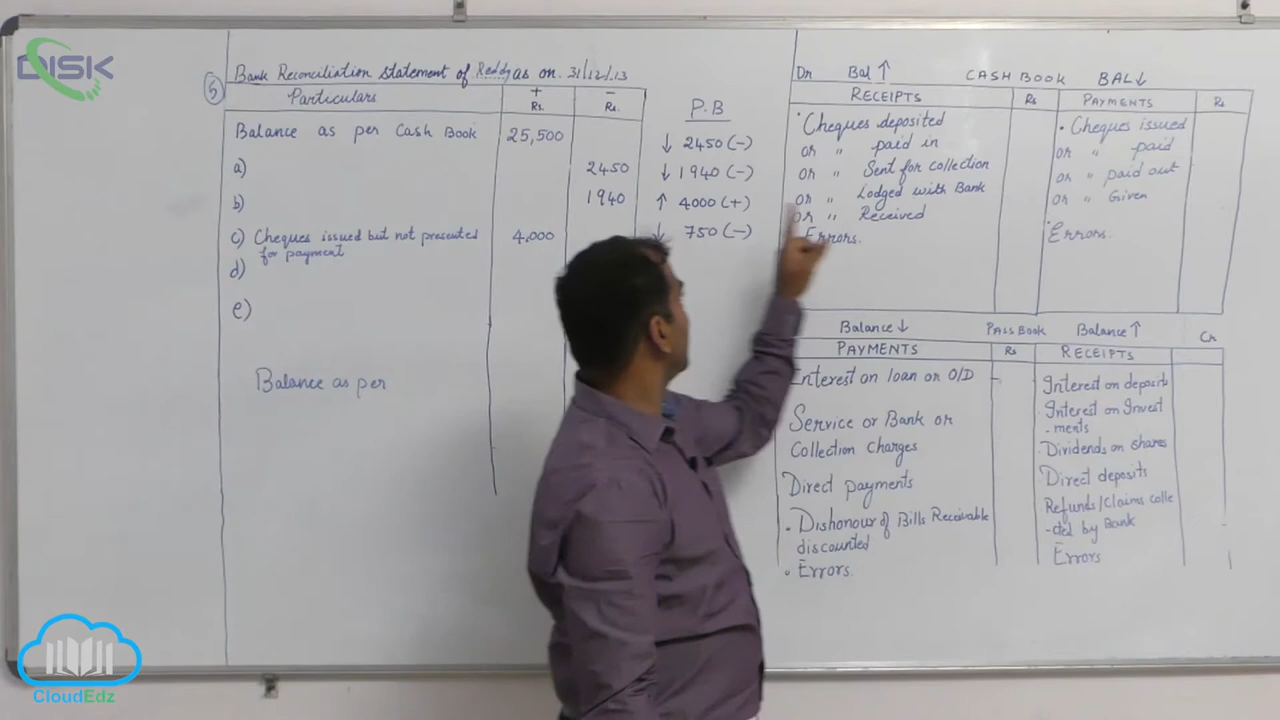 DISK
5
Bank Reconciliation statement of Reddy as on 31/12/13
Particulars + Rs. - Rs.
Balance as per Cash Book 25,500
a) 2450
b) 1940
c) Cheques issued but not presented for payment 4,000
d)
e)
Balance as per
P.B
↓ 2450 (-)
↓ 1940 (-)
↑ 4000 (+)
↓ 750 (-)
Dr Bal ↑ CASH BOOK BAL ↓
RECEIPTS Rs PAYMENTS Rs
Cheques deposited
or " paid in
or " Sent for collection
or " Lodged with Bank
or " Received
Errors.
Cheques issued
or " paid
or " paid out
or " Given
Errors.
Balance ↓ PASS BOOK Balance ↑ Cr
PAYMENTS Rs RECEIPTS
Interest on loan or O/D
Service or Bank or
Collection Charges
Direct payments
Dishonour of Bills Receivable
discounted
Errors.
Interest on deposits
Interest on Invest
-ments
Dividends on shares
Direct deposits
Refunds/Claims colle
-cted by Bank
Errors
CloudEdz